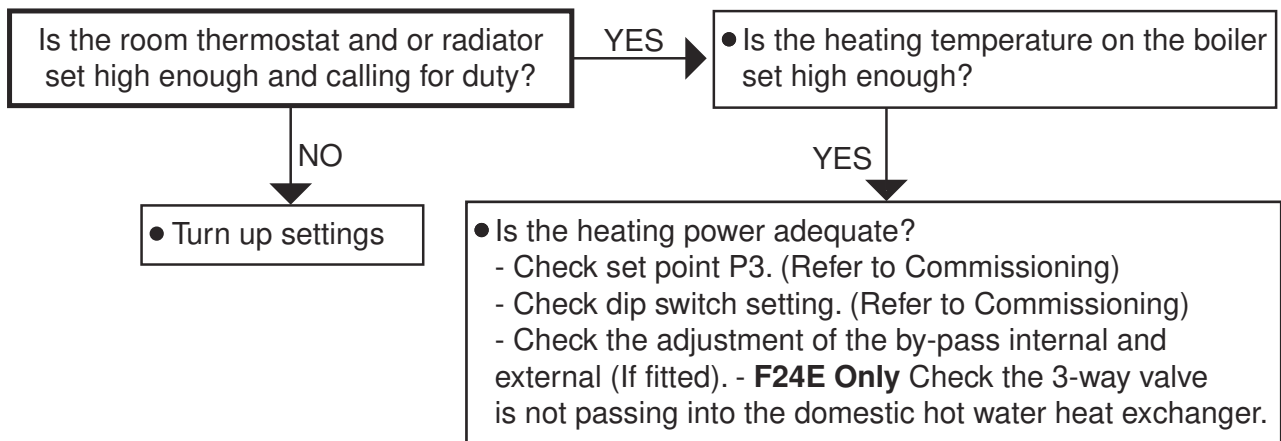 Is the room thermostat and or radiator
set high enough and calling for duty?
YES
● Is the heating temperature on the boiler
set high enough?
NO
YES
● Turn up settings
● Is the heating power adequate?
- Check set point P3. (Refer to Commissioning)
- Check dip switch setting. (Refer to Commissioning)
- Check the adjustment of the by-pass internal and
external (If fitted). - F24E Only Check the 3-way valve
is not passing into the domestic hot water heat exchanger.